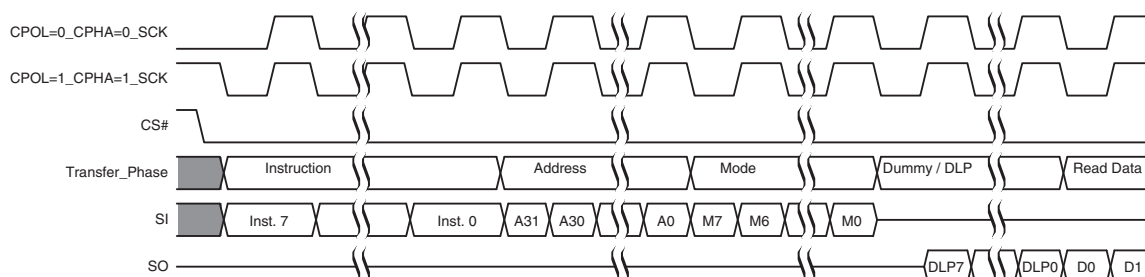 CPOL=0_CPHA=0_SCK
CPOL=1_CPHA=1_SCK
CS#
Transfer_Phase Instruction Address Mode Dummy / DLP Read Data
SI Inst. 7 Inst. 0 A31 A30 A0 M7 M6 M0
SO DLP7 DLP0 D0 D1